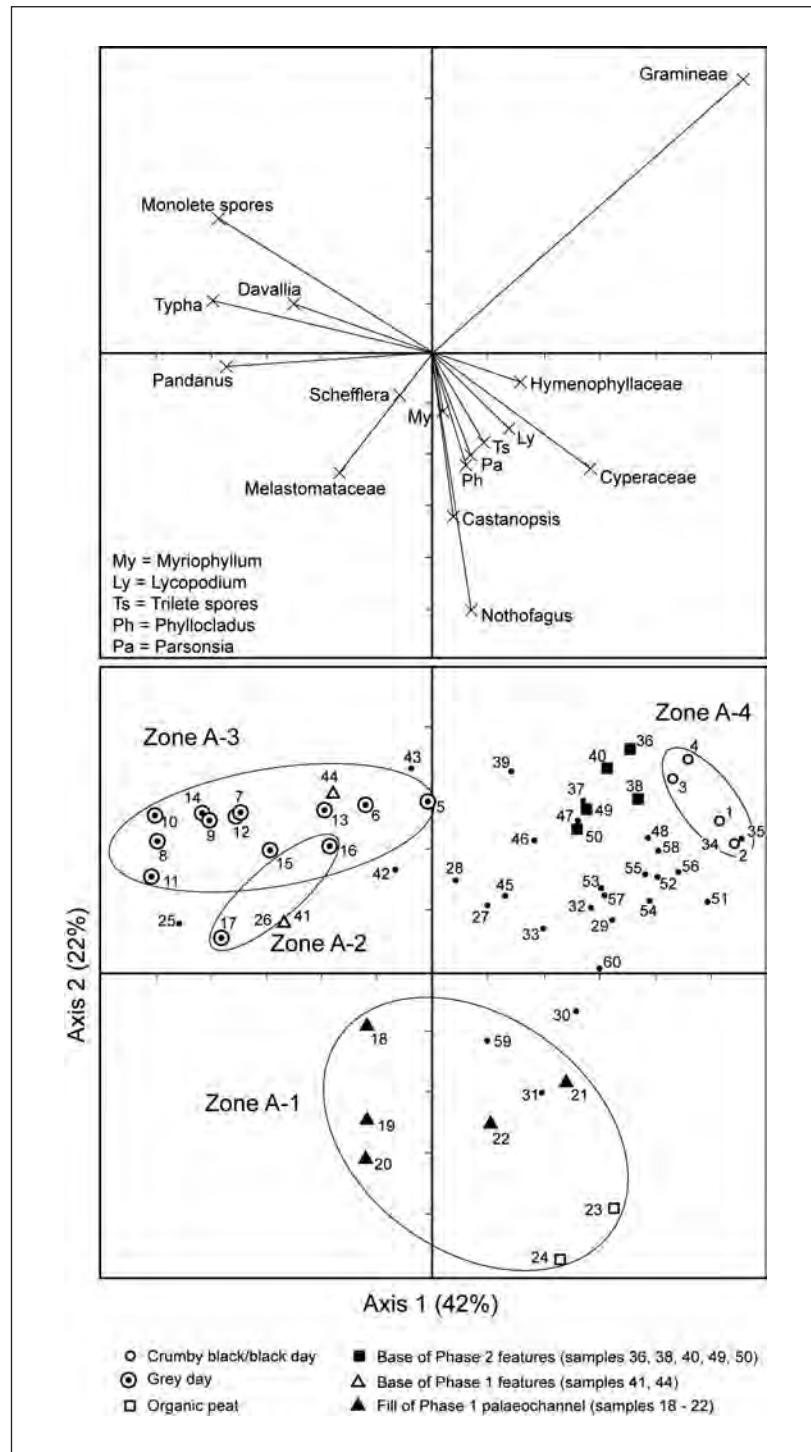 Gramineae
Monolete spores
Davallia
Typha
Pandanus
Schefflera
Hymenophyllaceae
My
Ly
Ts
Pa
Ph
Cyperaceae
Melastomataceae
Castanopsis
Nothofagus
My = Myriophyllum
Ly = Lycopodium
Ts = Trilete spores
Ph = Phyllocladus
Pa = Parsonsia
Zone A-3
Zone A-4
43
39
40
36
4
3
44
14
7
10
9
12
13
6
5
37
49
38
1
47
8
15
16
46
50
48
58
34
2
35
11
42
28
55
52
56
53
57
45
27
32
29
54
51
25
17
26
41
33
Zone A-2
60
Axis 2 (22%)
30
18
59
Zone A-1
31
21
19
22
20
23
24
Axis 1 (42%)
Crumby black/black day
Grey day
Organic peat
Base of Phase 2 features (samples 36, 38, 40, 49, 50)
Base of Phase 1 features (samples 41, 44)
Fill of Phase 1 palaeochannel (samples 18 - 22)